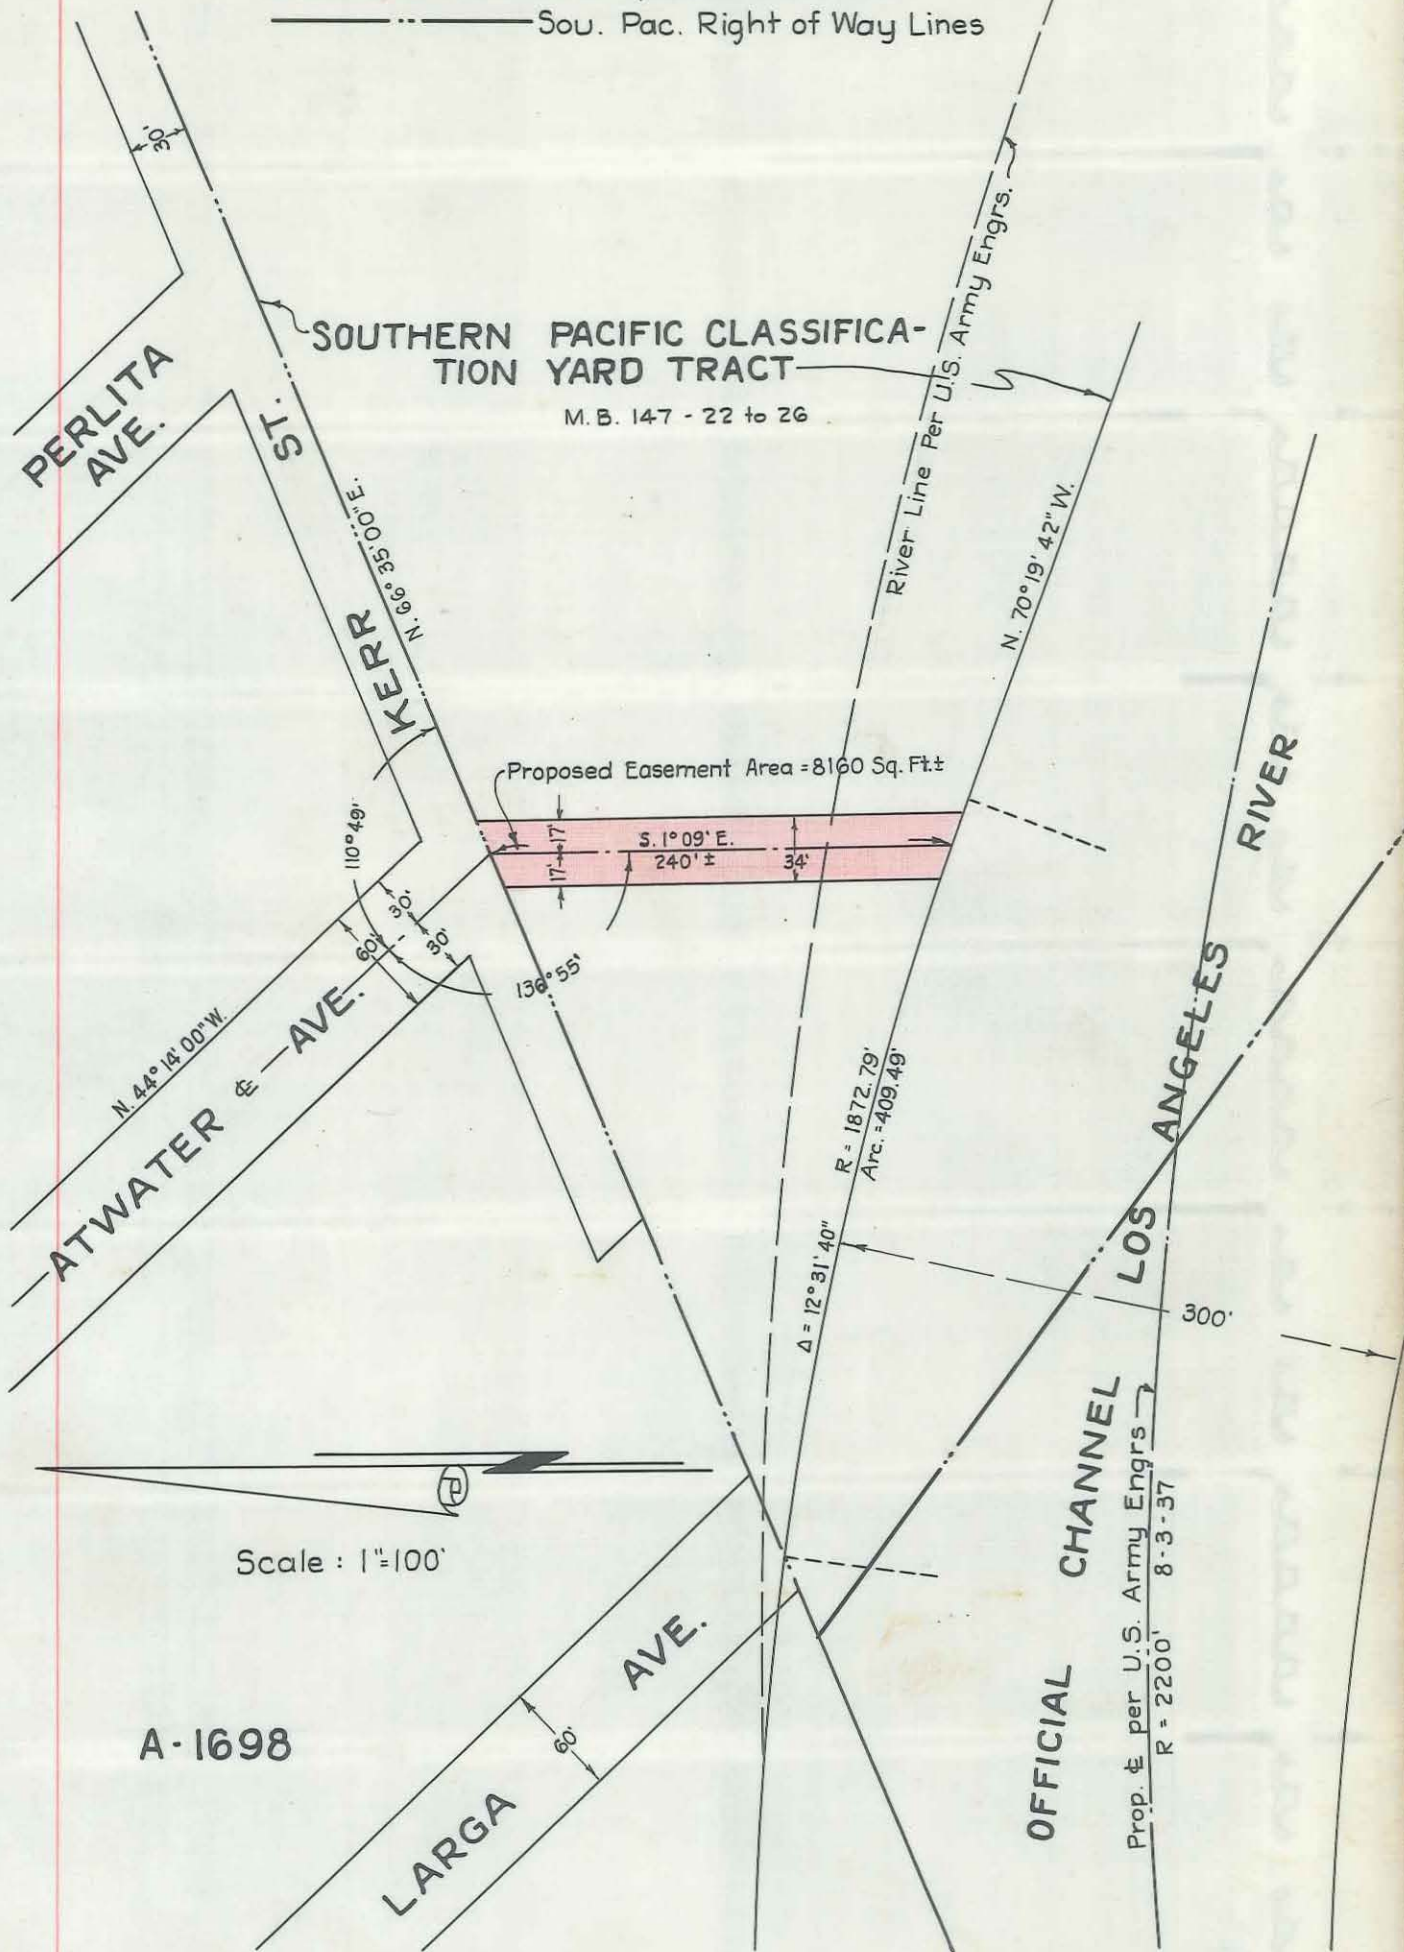 Sou. Pac. Right of Way Lines
30'
SOUTHERN PACIFIC CLASSIFICA-
TION YARD TRACT
M.B. 147 - 22 to 26
River Line Per U.S. Army Engrs.
PERLITA
AVE.
KERR ST.
N. 66° 35' 00" E.
N. 70° 19' 42" W.
Proposed Easement Area = 8160 Sq. Ft.±
17'
17'
S. 1° 09' E.
240' ±
34'
110° 49'
30'
30'
60'
136° 55'
N. 44° 14' 00" W.
ATWATER ℄ AVE.
R = 1872.79'
Arc. = 409.49'
Δ = 12° 31' 40"
300'
OFFICIAL CHANNEL LOS ANGELES RIVER
Prop. ℄ per U.S. Army Engrs
R = 2200' 8-3-37
Scale : 1"=100'
A-1698
LARGA AVE.
60'